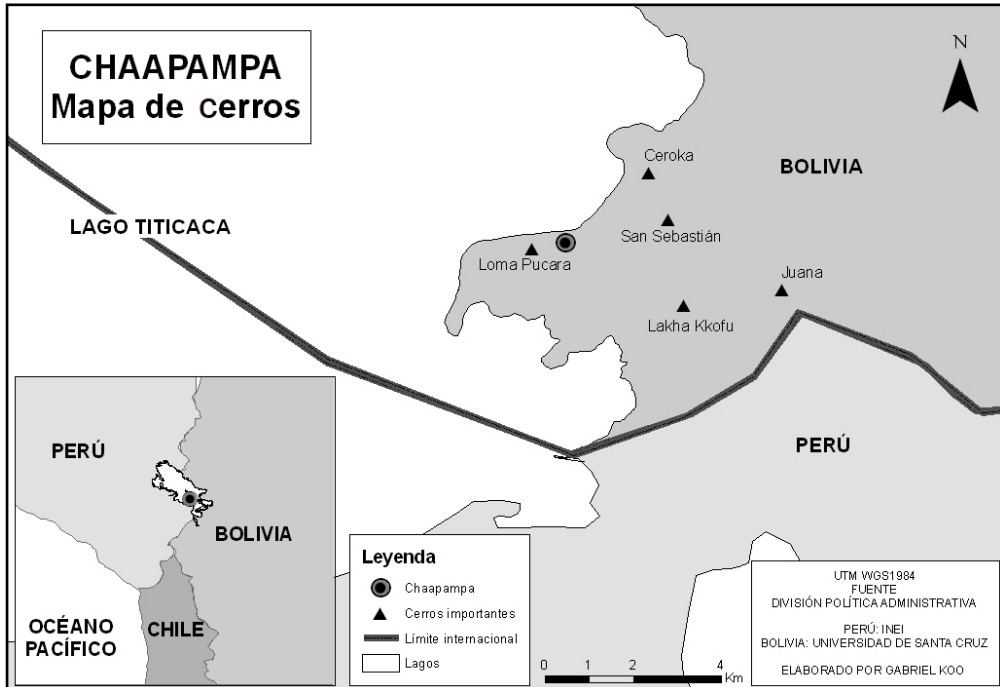 CHAAPAMPA
Mapa de cerros
N
Ceroka
BOLIVIA
LAGO TITICACA
San Sebastián
Loma Pucara
Juana
Lakha Kkofu
PERÚ
PERÚ
BOLIVIA
OCÉANO
PACÍFICO
CHILE
Leyenda
Chaapampa
Cerros importantes
Límite internacional
Lagos
0 1 2 4
Km
UTM WGS1984
FUENTE
DIVISIÓN POLÍTICA ADMINISTRATIVA
PERÚ: INEI
BOLIVIA: UNIVERSIDAD DE SANTA CRUZ
ELABORADO POR GABRIEL KOO